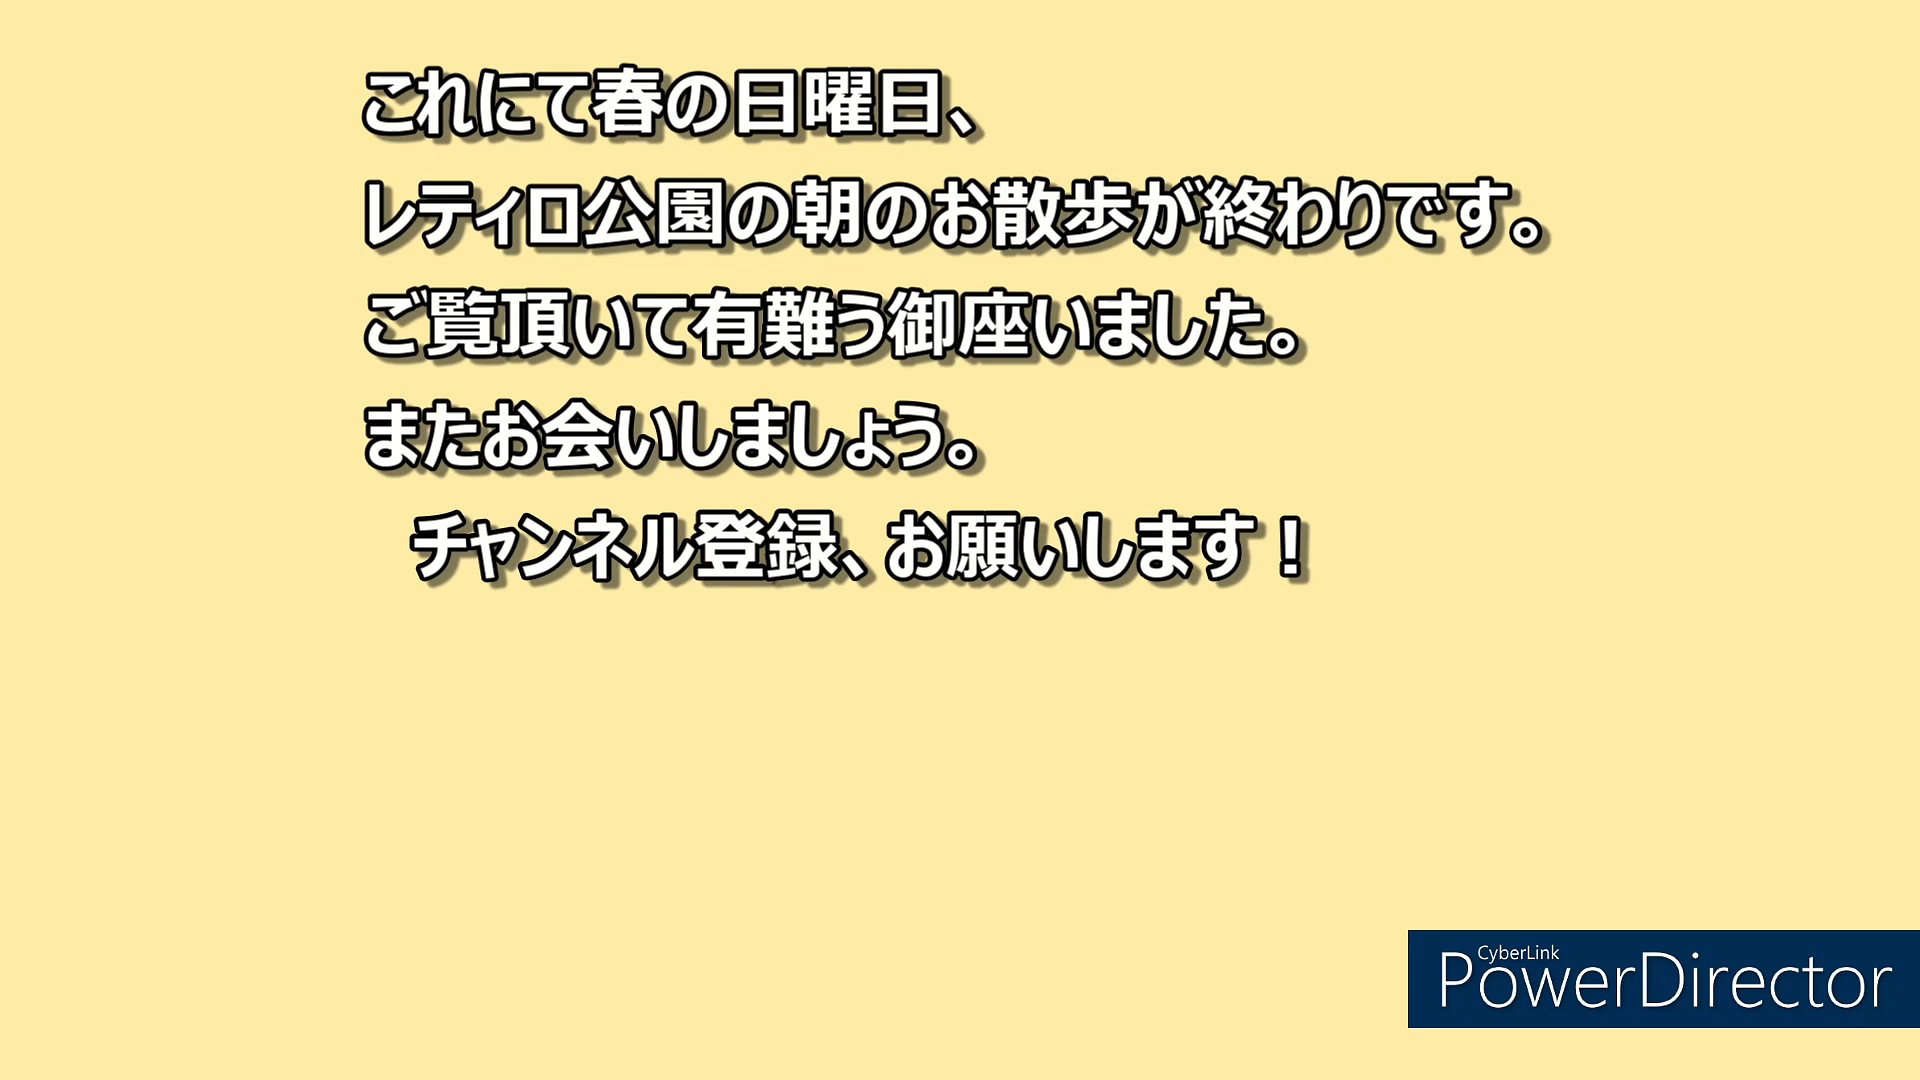 これにて春の日曜日、
レティロ公園の朝のお散歩が終わりです。
ご覧頂いて有難う御座いました。
またお会いしましょう。
チャンネル登録、お願いします！
CyberLink
PowerDirector